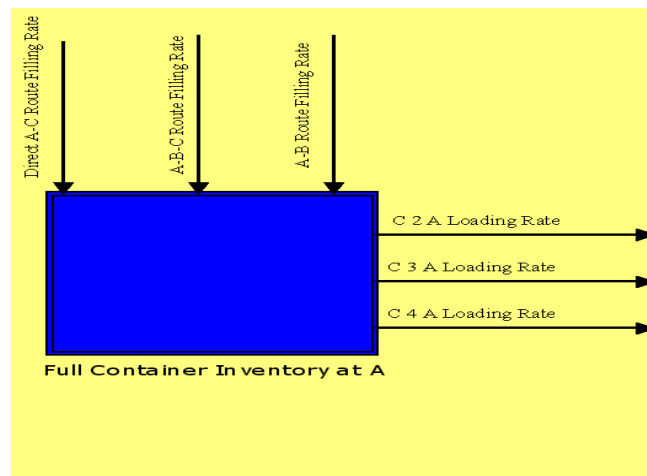 Direct A-C Route Filling Rate
A-B-C Route Filling Rate
A-B Route Filling Rate
C 2 A Loading Rate
C 3 A Loading Rate
C 4 A Loading Rate
Full Container Inventory at A